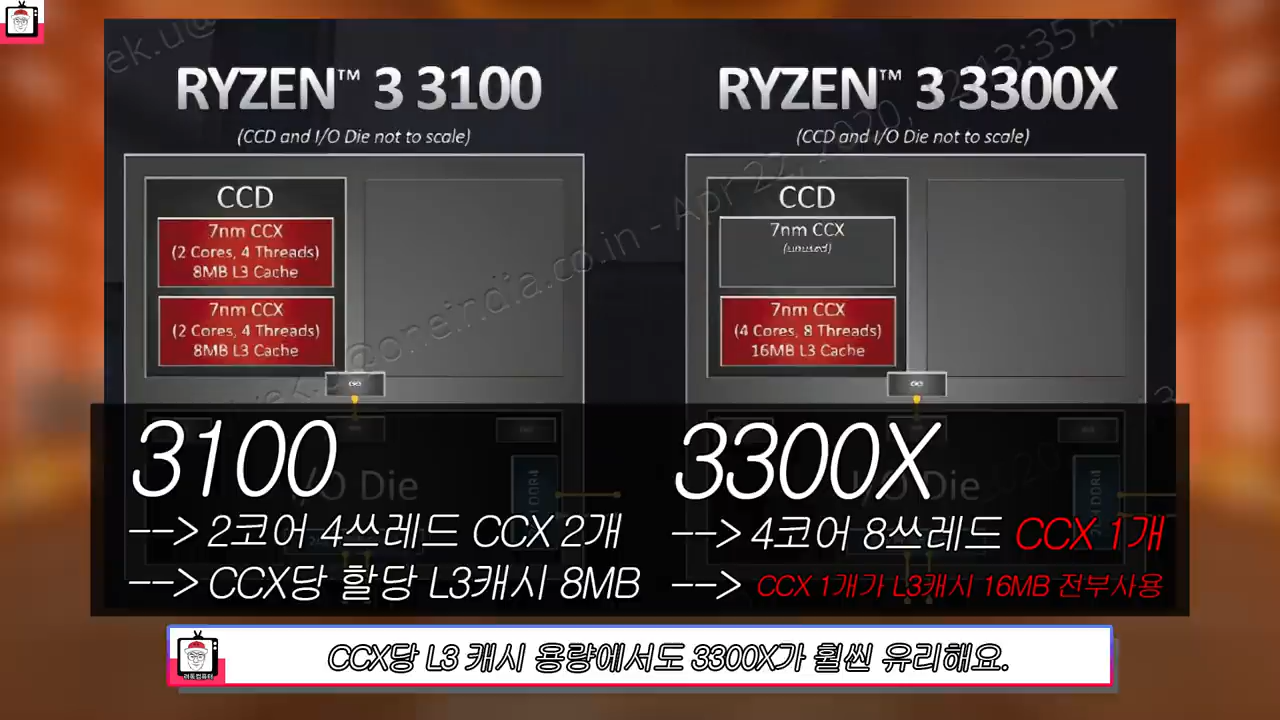 RYZEN™ 3 3100
(CCD and I/O Die not to scale)
CCD
7nm CCX
(2 Cores, 4 Threads)
8MB L3 Cache
7nm CCX
(2 Cores, 4 Threads)
8MB L3 Cache
I/O Die
RYZEN™ 3 3300X
(CCD and I/O Die not to scale)
CCD
7nm CCX
(unused)
7nm CCX
(4 Cores, 8 Threads)
16MB L3 Cache
I/O Die
3100
--> 2코어 4쓰레드 CCX 2개
--> CCX당 할당 L3캐시 8MB
3300X
--> 4코어 8쓰레드 CCX 1개
--> CCX 1개가 L3캐시 16MB 전부사용
CCX당 L3 캐시 용량에서도 3300X가 훨씬 유리해요.